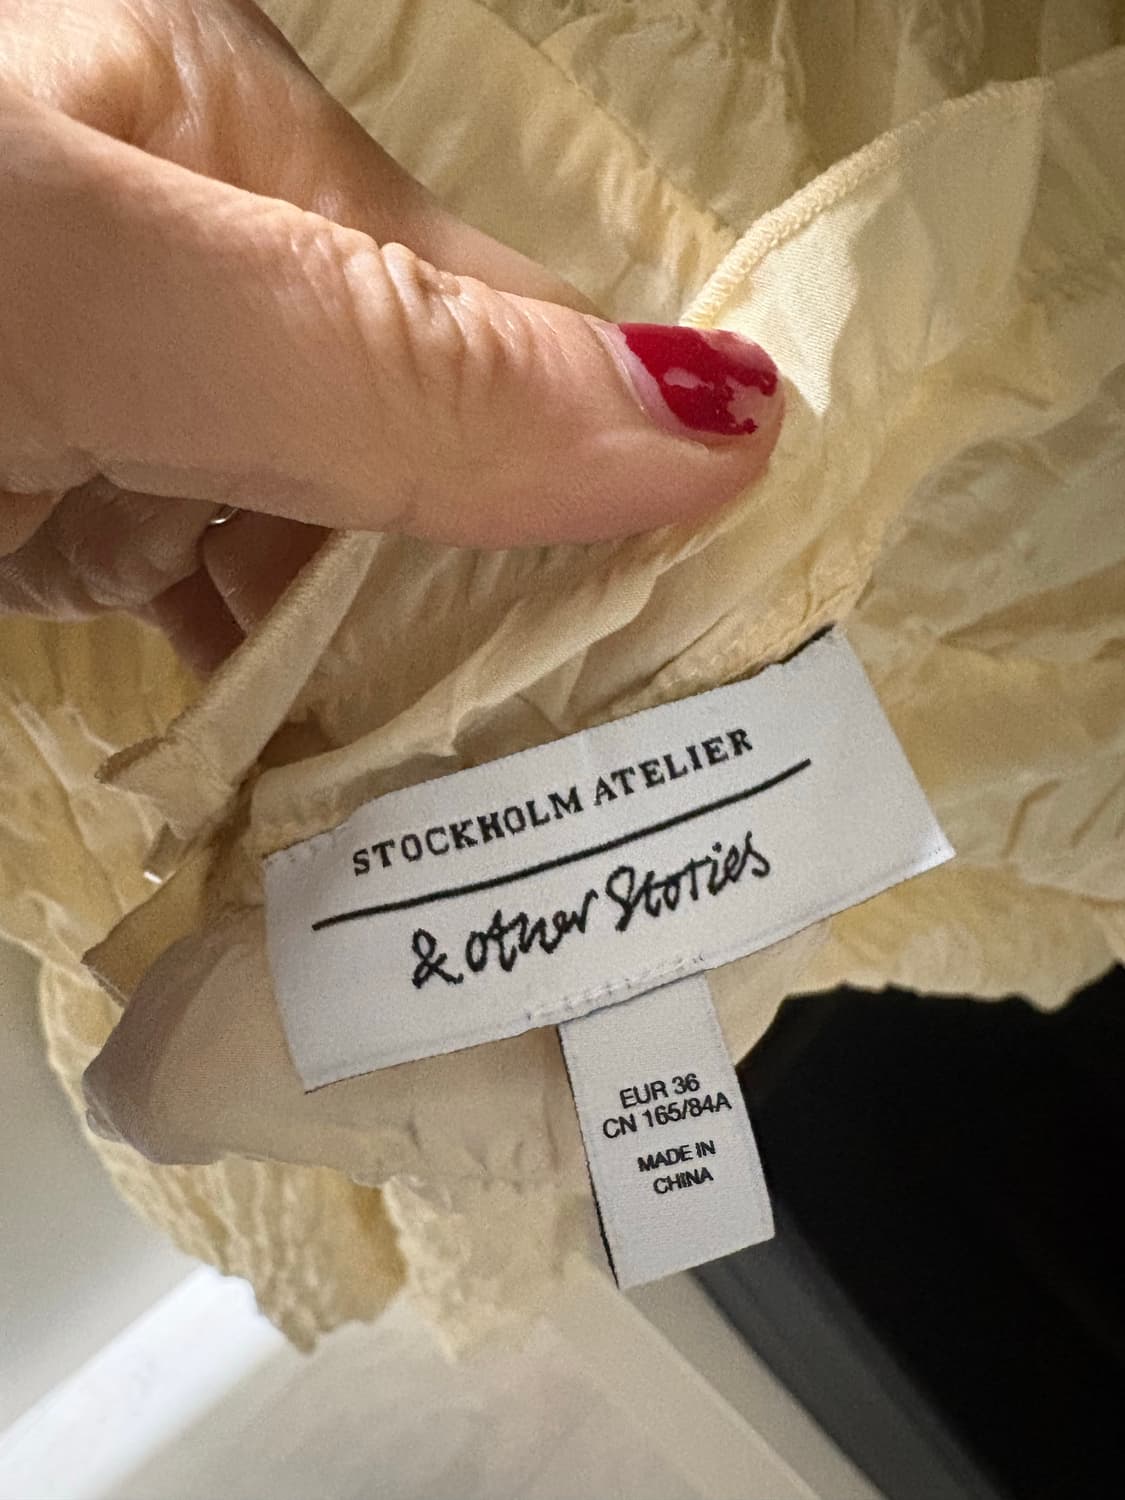 STOCKHOLM ATELIER
& other Stories
EUR 36
CN 165/84A
MADE IN
CHINA